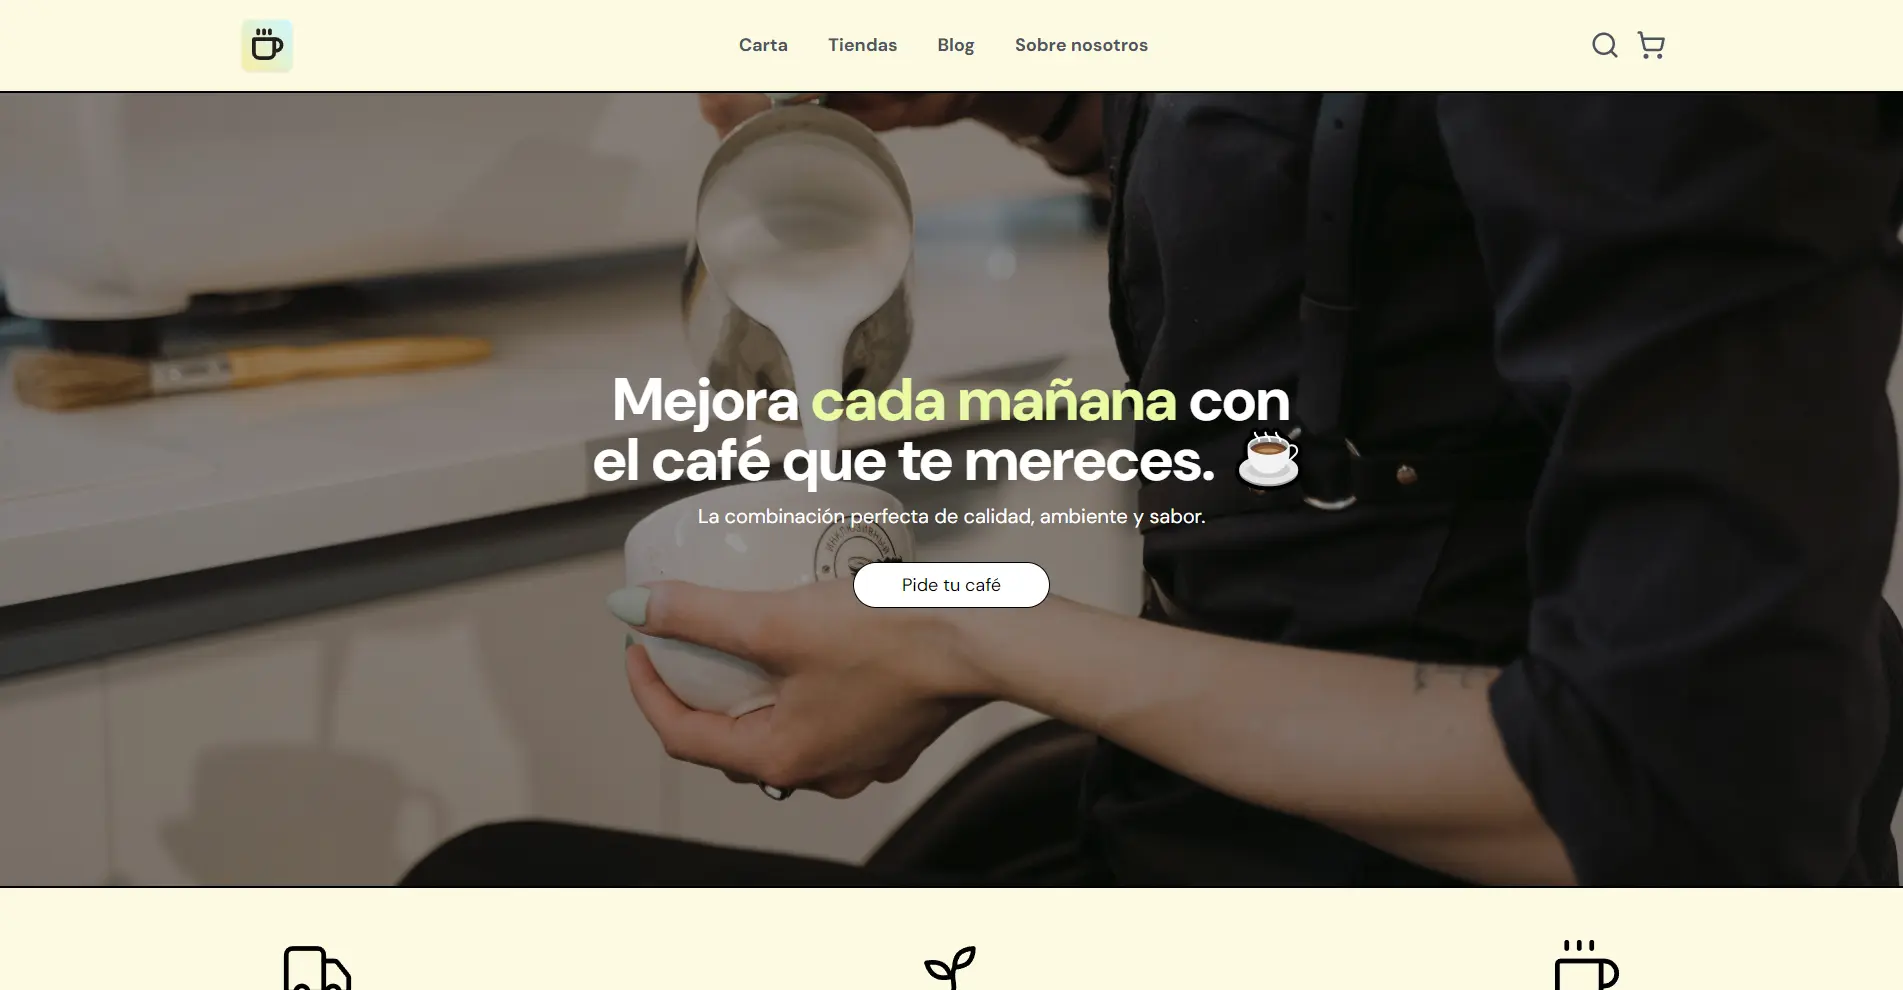 Carta Tiendas Blog Sobre nosotros
Mejora cada mañana con
el café que te mereces.
La combinación perfecta de calidad, ambiente y sabor.
ИНКЛЮЗИВНЫЙ
Pide tu café